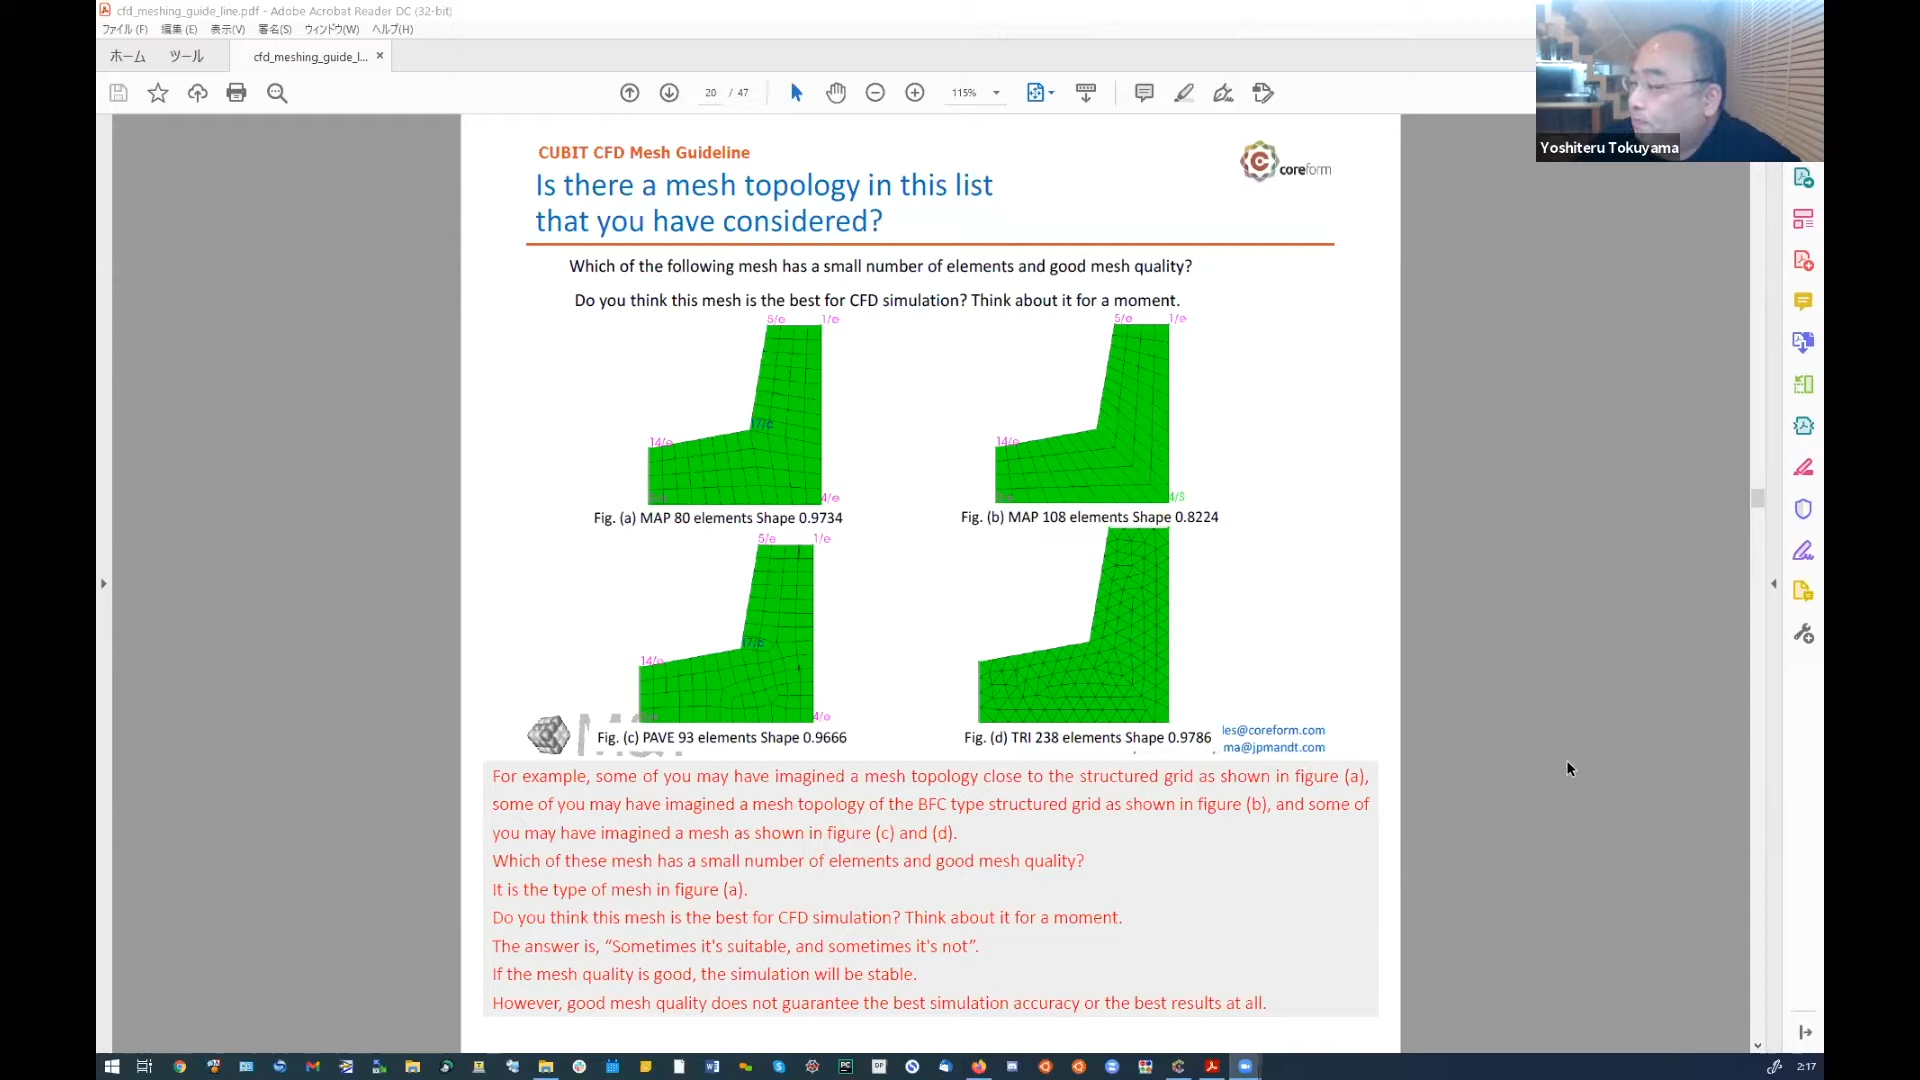 cfd_meshing_guide_line.pdf - Adobe Acrobat Reader DC (32-bit)
ファイル(F) 編集(E) 表示(V) 署名(S) ウィンドウ(W) ヘルプ(H)
ホーム ツール cfd_meshing_guide_l... ×
20 / 47 115%
Yoshiteru Tokuyama
CUBIT CFD Mesh Guideline
coreform
Is there a mesh topology in this list
that you have considered?
Which of the following mesh has a small number of elements and good mesh quality?
Do you think this mesh is the best for CFD simulation? Think about it for a moment.
5/e 1/e 5/e 1/e
14/e 14/e
4/e 4/S
Fig. (a) MAP 80 elements Shape 0.9734 Fig. (b) MAP 108 elements Shape 0.8224
5/e 1/e
14/e
4/e
les@coreform.com
Fig. (c) PAVE 93 elements Shape 0.9666 Fig. (d) TRI 238 elements Shape 0.9786
ma@jpmandt.com
For example, some of you may have imagined a mesh topology close to the structured grid as shown in figure (a),
some of you may have imagined a mesh topology of the BFC type structured grid as shown in figure (b), and some of
you may have imagined a mesh as shown in figure (c) and (d).
Which of these mesh has a small number of elements and good mesh quality?
It is the type of mesh in figure (a).
Do you think this mesh is the best for CFD simulation? Think about it for a moment.
The answer is, “Sometimes it's suitable, and sometimes it's not”.
If the mesh quality is good, the simulation will be stable.
However, good mesh quality does not guarantee the best simulation accuracy or the best results at all.
2:17